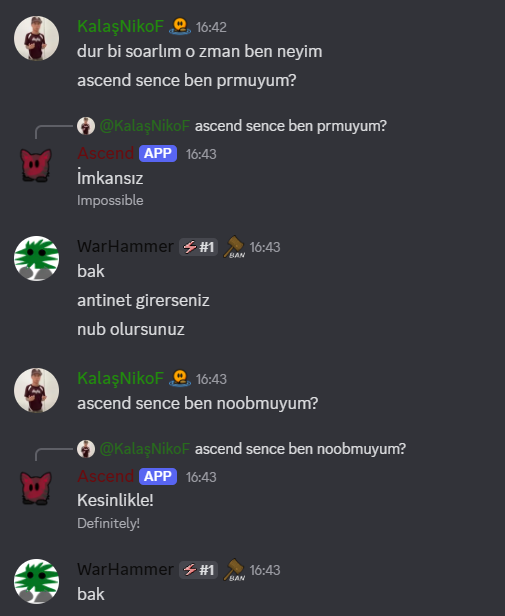 KalaşNikoF 16:42
dur bi soarlım o zman ben neyim
ascend sence ben prmuyum?
@KalaşNikoF ascend sence ben prmuyum?
Ascend APP 16:43
İmkansız
Impossible
WarHammer #1 BAN 16:43
bak
antinet girerseniz
nub olursunuz
KalaşNikoF 16:43
ascend sence ben noobmuyum?
@KalaşNikoF ascend sence ben noobmuyum?
Ascend APP 16:43
Kesinlikle!
Definitely!
WarHammer #1 BAN 16:43
bak